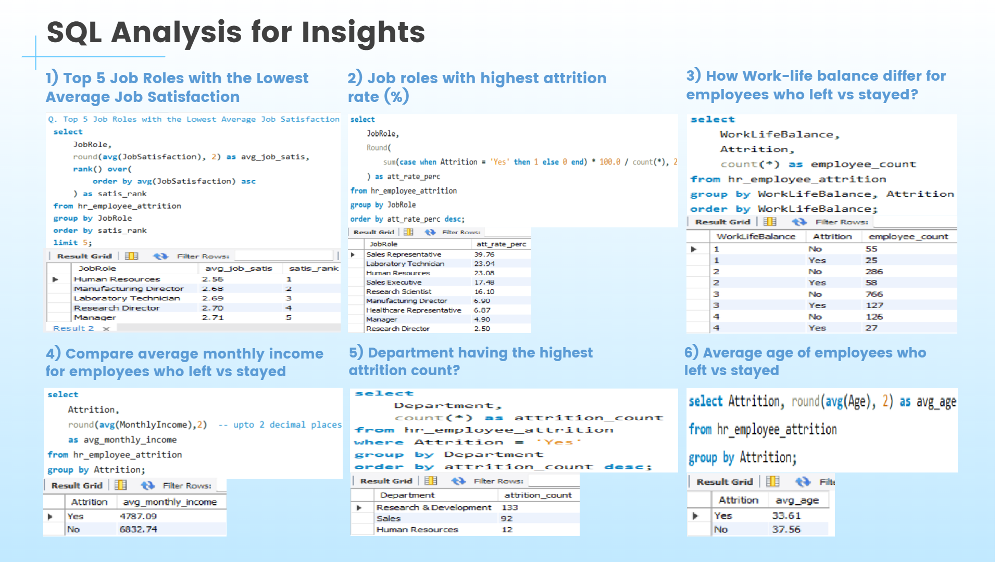 SQL Analysis for Insights
1) Top 5 Job Roles with the Lowest
Average Job Satisfaction
Q. Top 5 Job Roles with the Lowest Average Job Satisfaction
select
JobRole,
round(avg(JobSatisfaction), 2) as avg_job_satis,
rank() over(
order by avg(JobSatisfaction) asc
) as satis_rank
from hr_employee_attrition
group by JobRole
order by satis_rank
limit 5;
Result Grid Filter Rows:
JobRole avg_job_satis satis_rank
Human Resources 2.56 1
Manufacturing Director 2.68 2
Laboratory Technician 2.69 3
Research Director 2.70 4
Manager 2.71 5
Result 2 ×
2) Job roles with highest attrition
rate (%)
select
JobRole,
Round(
sum(case when Attrition = 'Yes' then 1 else 0 end) * 100.0 / count(*), 2
) as att_rate_perc
from hr_employee_attrition
group by JobRole
order by att_rate_perc desc;
Result Grid Filter Rows:
JobRole att_rate_perc
Sales Representative 39.76
Laboratory Technician 23.94
Human Resources 23.08
Sales Executive 17.48
Research Scientist 16.10
Manufacturing Director 6.90
Healthcare Representative 6.87
Manager 4.90
Research Director 2.50
3) How Work-life balance differ for
employees who left vs stayed?
select
WorkLifeBalance,
Attrition,
count(*) as employee_count
from hr_employee_attrition
group by WorkLifeBalance, Attrition
order by WorkLifeBalance;
Result Grid Filter Rows:
WorkLifeBalance Attrition employee_count
1 No 55
1 Yes 25
2 No 286
2 Yes 58
3 No 766
3 Yes 127
4 No 126
4 Yes 27
4) Compare average monthly income
for employees who left vs stayed
select
Attrition,
round(avg(MonthlyIncome),2) -- upto 2 decimal places
as avg_monthly_income
from hr_employee_attrition
group by Attrition;
Result Grid Filter Rows:
Attrition avg_monthly_income
Yes 4787.09
No 6832.74
5) Department having the highest
attrition count?
select
Department,
count(*) as attrition_count
from hr_employee_attrition
where Attrition = 'Yes'
group by Department
order by attrition_count desc;
Result Grid Filter Rows:
Department attrition_count
Research & Development 133
Sales 92
Human Resources 12
6) Average age of employees who
left vs stayed
select Attrition, round(avg(Age), 2) as avg_age
from hr_employee_attrition
group by Attrition;
Result Grid
Attrition avg_age
Yes 33.61
No 37.56